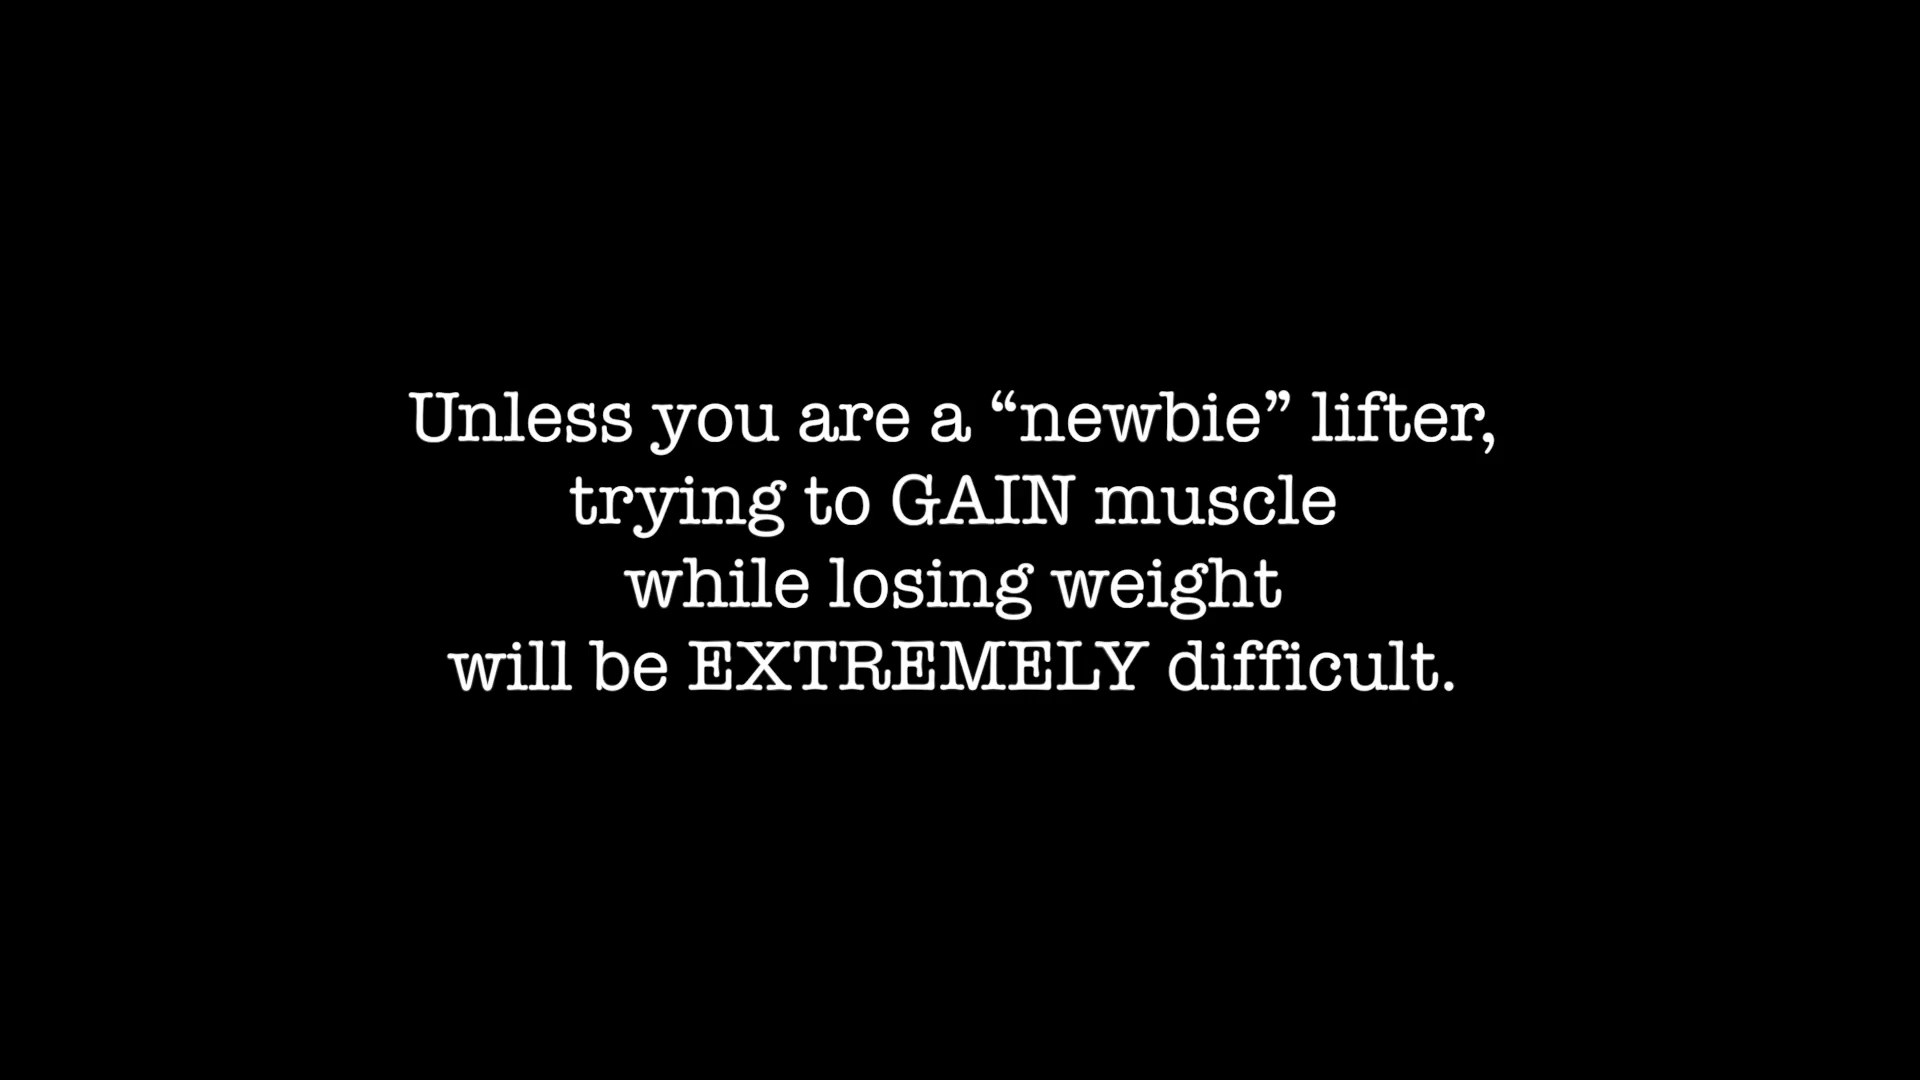 Unless you are a “newbie” lifter,
trying to GAIN muscle
while losing weight
will be EXTREMELY difficult.